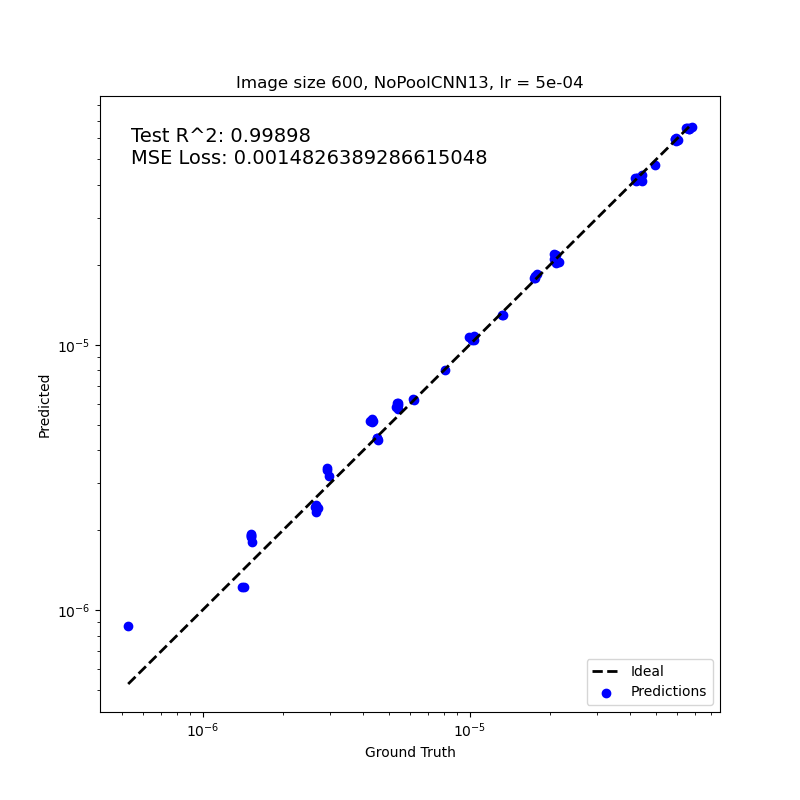 Image size 600, NoPoolCNN13, lr = 5e-04
Test R^2: 0.99898
MSE Loss: 0.0014826389286615048
10⁻⁵
10⁻⁶
Predicted
Ideal
Predictions
10⁻⁶ 10⁻⁵
Ground Truth